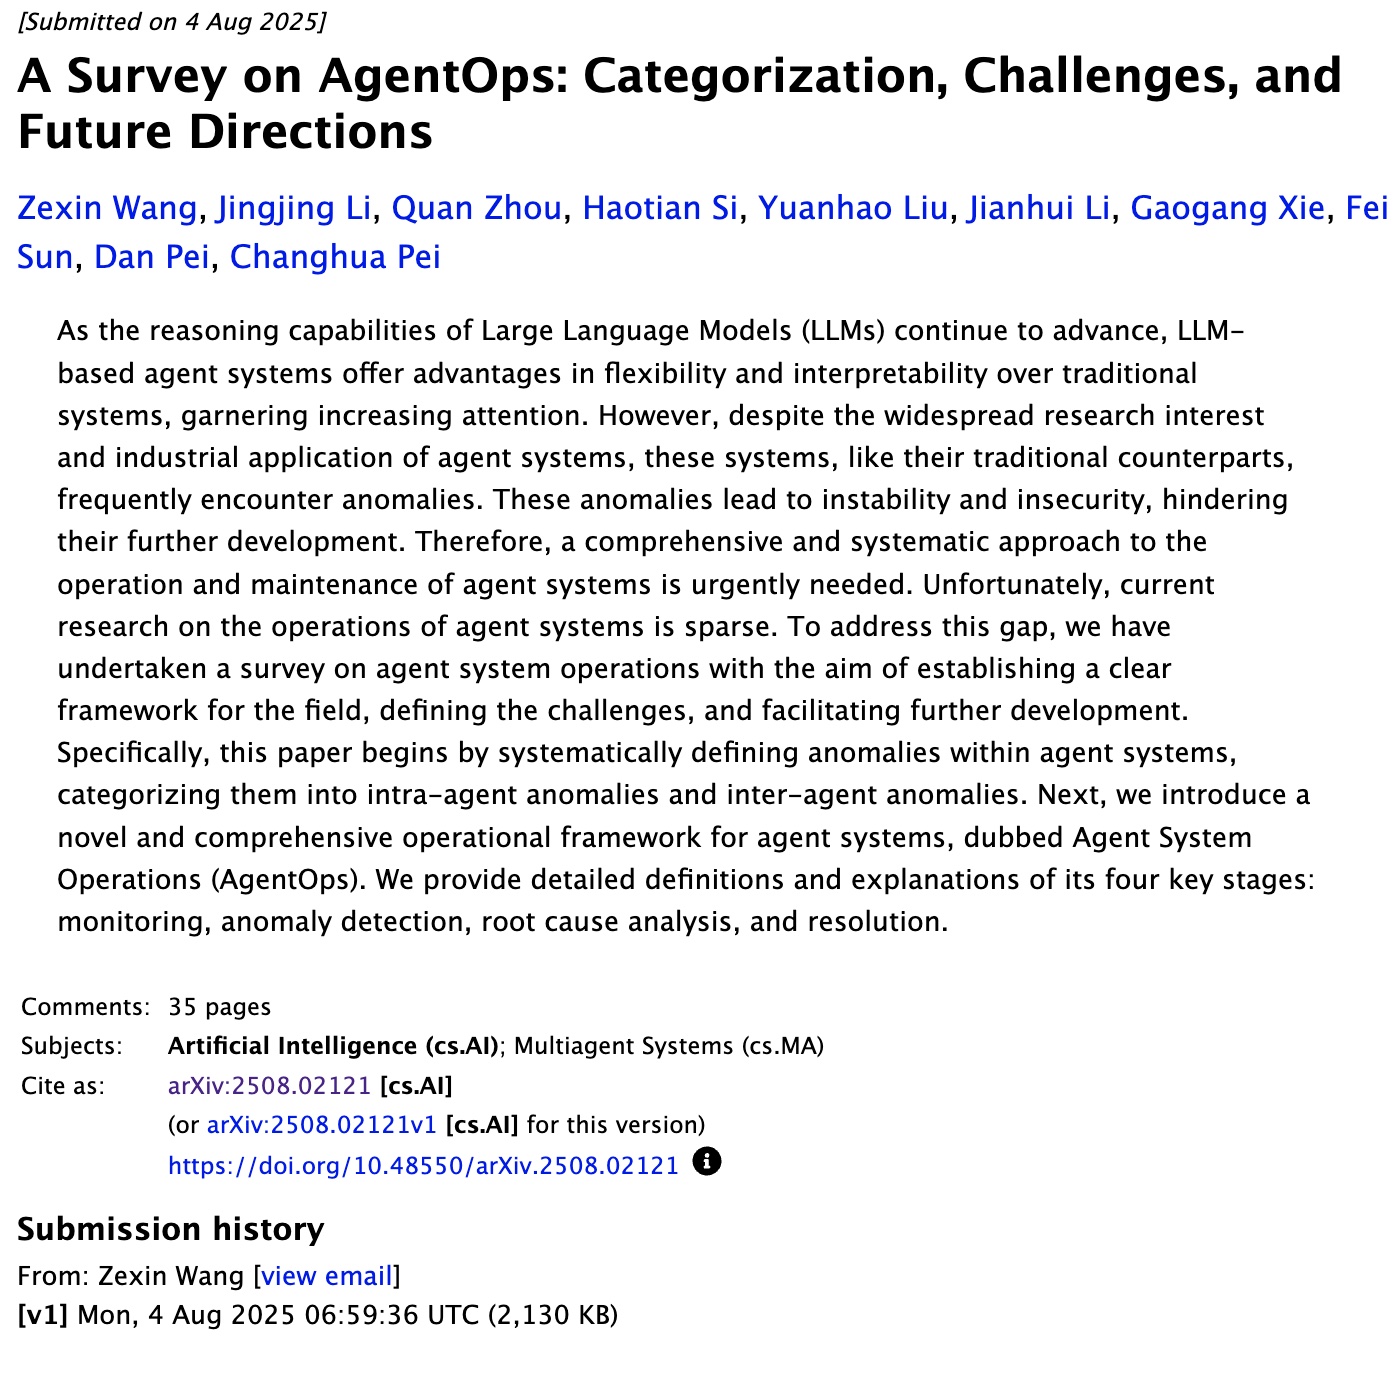 [Submitted on 4 Aug 2025]
A Survey on AgentOps: Categorization, Challenges, and
Future Directions
Zexin Wang, Jingjing Li, Quan Zhou, Haotian Si, Yuanhao Liu, Jianhui Li, Gaogang Xie, Fei
Sun, Dan Pei, Changhua Pei
As the reasoning capabilities of Large Language Models (LLMs) continue to advance, LLM-
based agent systems offer advantages in flexibility and interpretability over traditional
systems, garnering increasing attention. However, despite the widespread research interest
and industrial application of agent systems, these systems, like their traditional counterparts,
frequently encounter anomalies. These anomalies lead to instability and insecurity, hindering
their further development. Therefore, a comprehensive and systematic approach to the
operation and maintenance of agent systems is urgently needed. Unfortunately, current
research on the operations of agent systems is sparse. To address this gap, we have
undertaken a survey on agent system operations with the aim of establishing a clear
framework for the field, defining the challenges, and facilitating further development.
Specifically, this paper begins by systematically defining anomalies within agent systems,
categorizing them into intra-agent anomalies and inter-agent anomalies. Next, we introduce a
novel and comprehensive operational framework for agent systems, dubbed Agent System
Operations (AgentOps). We provide detailed definitions and explanations of its four key stages:
monitoring, anomaly detection, root cause analysis, and resolution.
Comments: 35 pages
Subjects: Artificial Intelligence (cs.AI); Multiagent Systems (cs.MA)
Cite as: arXiv:2508.02121 [cs.AI]
(or arXiv:2508.02121v1 [cs.AI] for this version)
https://doi.org/10.48550/arXiv.2508.02121
Submission history
From: Zexin Wang [view email]
[v1] Mon, 4 Aug 2025 06:59:36 UTC (2,130 KB)